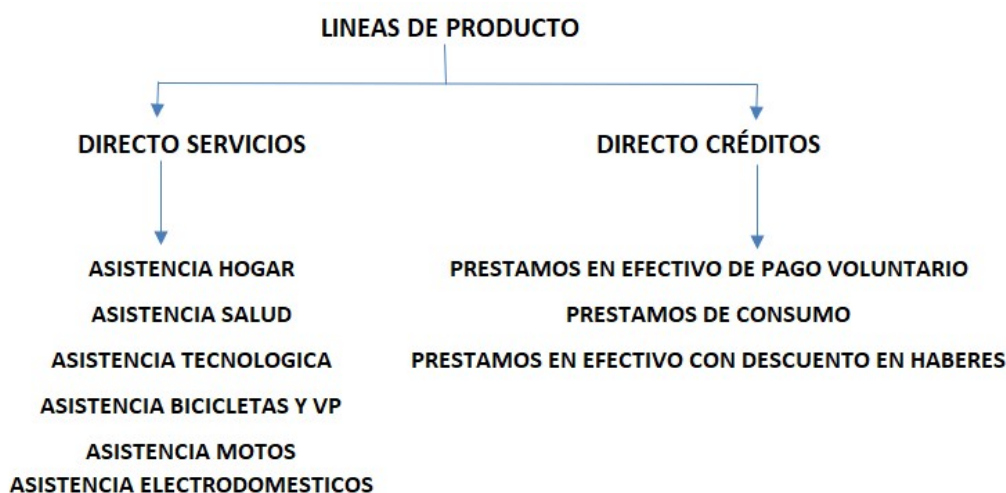 LINEAS DE PRODUCTO
DIRECTO SERVICIOS
ASISTENCIA HOGAR
ASISTENCIA SALUD
ASISTENCIA TECNOLOGICA
ASISTENCIA BICICLETAS Y VP
ASISTENCIA MOTOS
ASISTENCIA ELECTRODOMESTICOS
DIRECTO CRÉDITOS
PRESTAMOS EN EFECTIVO DE PAGO VOLUNTARIO
PRESTAMOS DE CONSUMO
PRESTAMOS EN EFECTIVO CON DESCUENTO EN HABERES